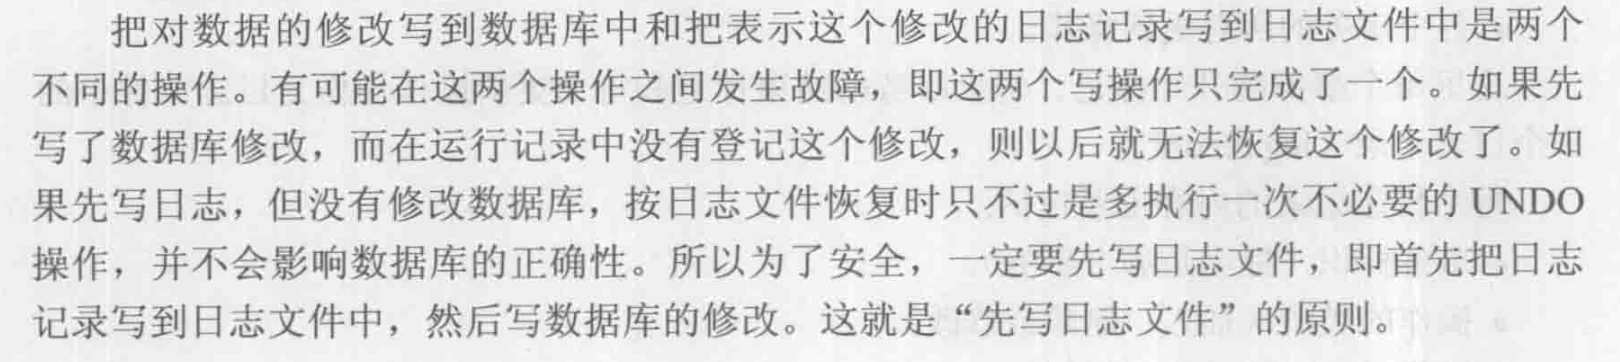 把对数据的修改写到数据库中和把表示这个修改的日志记录写到日志文件中是两个
不同的操作。有可能在这两个操作之间发生故障，即这两个写操作只完成了一个。如果先
写了数据库修改，而在运行记录中没有登记这个修改，则以后就无法恢复这个修改了。如
果先写日志，但没有修改数据库，按日志文件恢复时只不过是多执行一次不必要的 UNDO
操作，并不会影响数据库的正确性。所以为了安全，一定要先写日志文件，即首先把日志
记录写到日志文件中，然后写数据库的修改。这就是“先写日志文件”的原则。